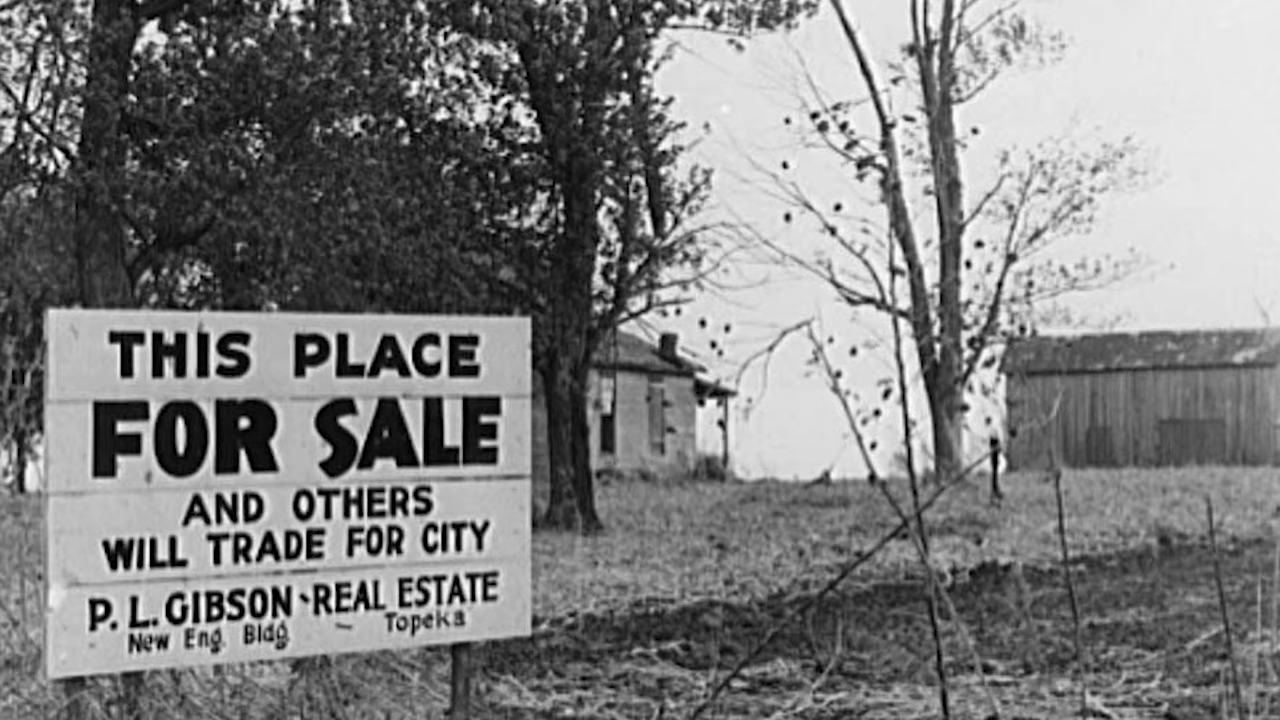 THIS PLACE
FOR SALE
AND OTHERS
WILL TRADE FOR CITY
P. L. GIBSON - REAL ESTATE
New Eng. Bldg. - Topeka